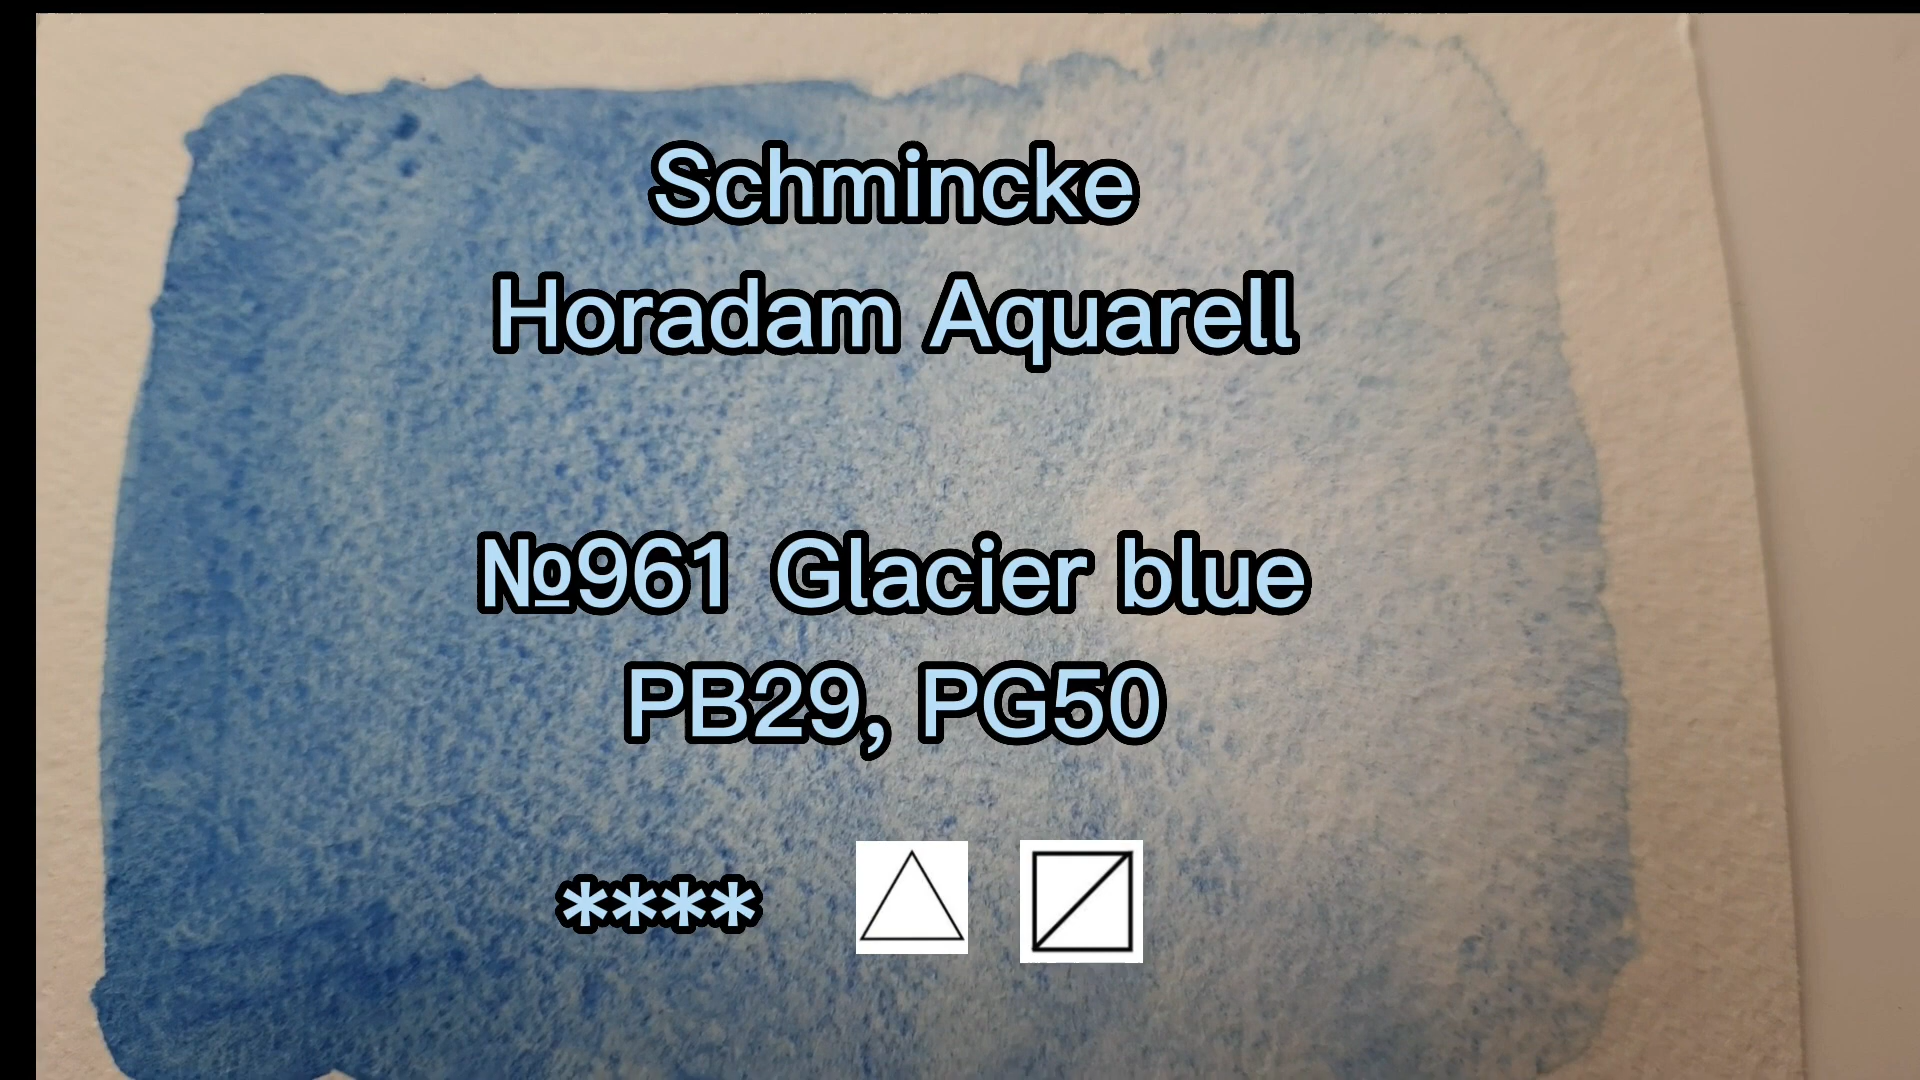 Schmincke
Horadam Aquarell
№961 Glacier blue
PB29, PG50
****